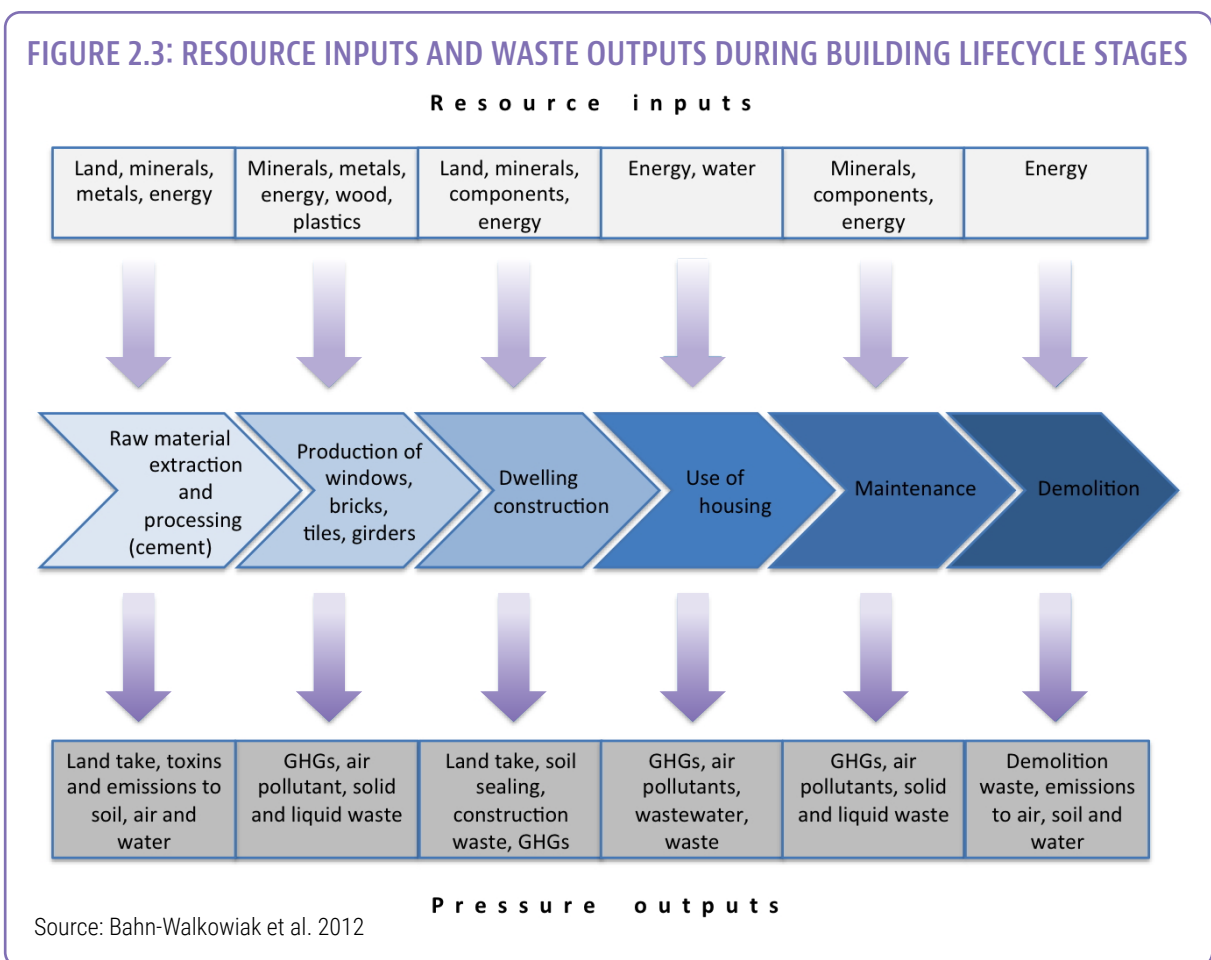 FIGURE 2.3: RESOURCE INPUTS AND WASTE OUTPUTS DURING BUILDING LIFECYCLE STAGES
Resource inputs
Land, minerals,
metals, energy
Minerals, metals,
energy, wood,
plastics
Land, minerals,
components,
energy
Energy, water
Minerals,
components,
energy
Energy
Raw material
extraction
and
processing
(cement)
Production of
windows,
bricks,
tiles, girders
Dwelling
construction
Use of
housing
Maintenance
Demolition
Land take, toxins
and emissions to
soil, air and
water
GHGs, air
pollutant, solid
and liquid waste
Land take, soil
sealing,
construction
waste, GHGs
GHGs, air
pollutants,
wastewater,
waste
GHGs, air
pollutants, solid
and liquid waste
Demolition
waste, emissions
to air, soil and
water
Pressure outputs
Source: Bahn-Walkowiak et al. 2012